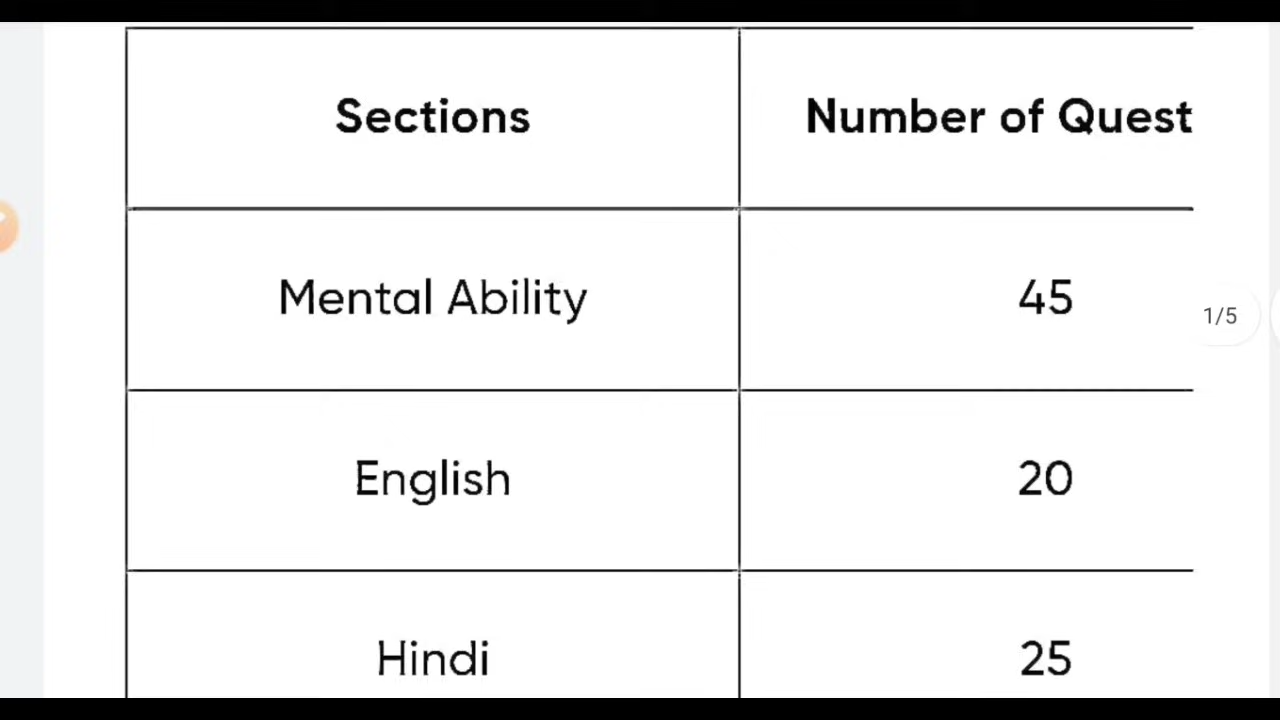 Sections Number of Quest
Mental Ability 45
1/5
English 20
Hindi 25